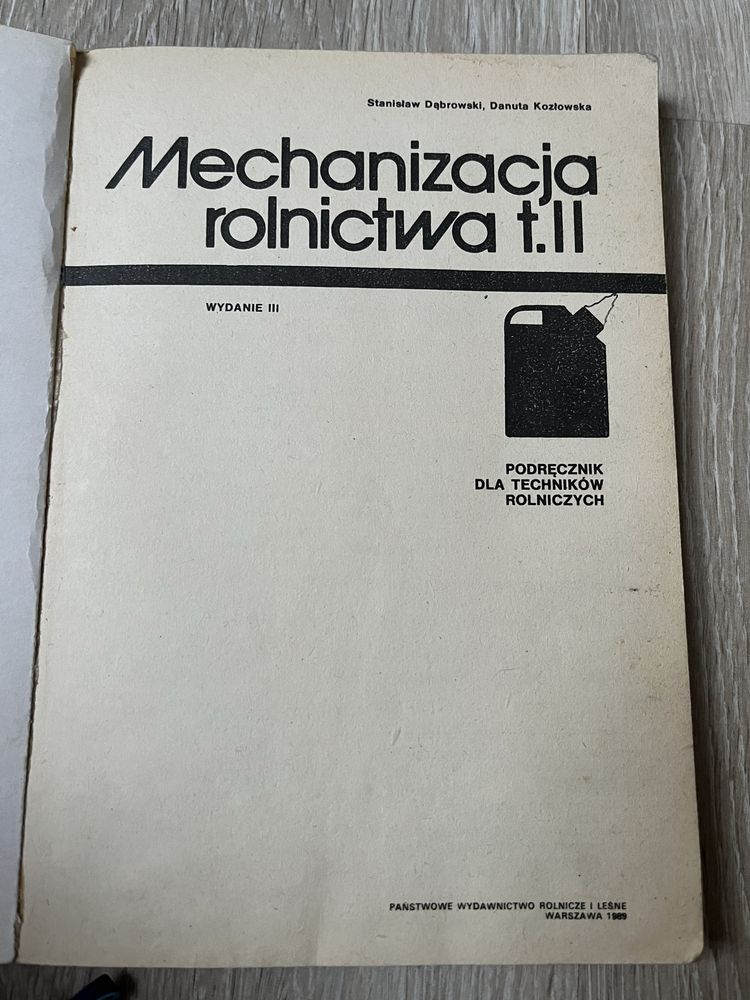 Stanisław Dąbrowski, Danuta Kozłowska
Mechanizacja
rolnictwa t.II
WYDANIE III
PODRĘCZNIK
DLA TECHNIKÓW
ROLNICZYCH
PAŃSTWOWE WYDAWNICTWO ROLNICZE I LEŚNE
WARSZAWA 1989